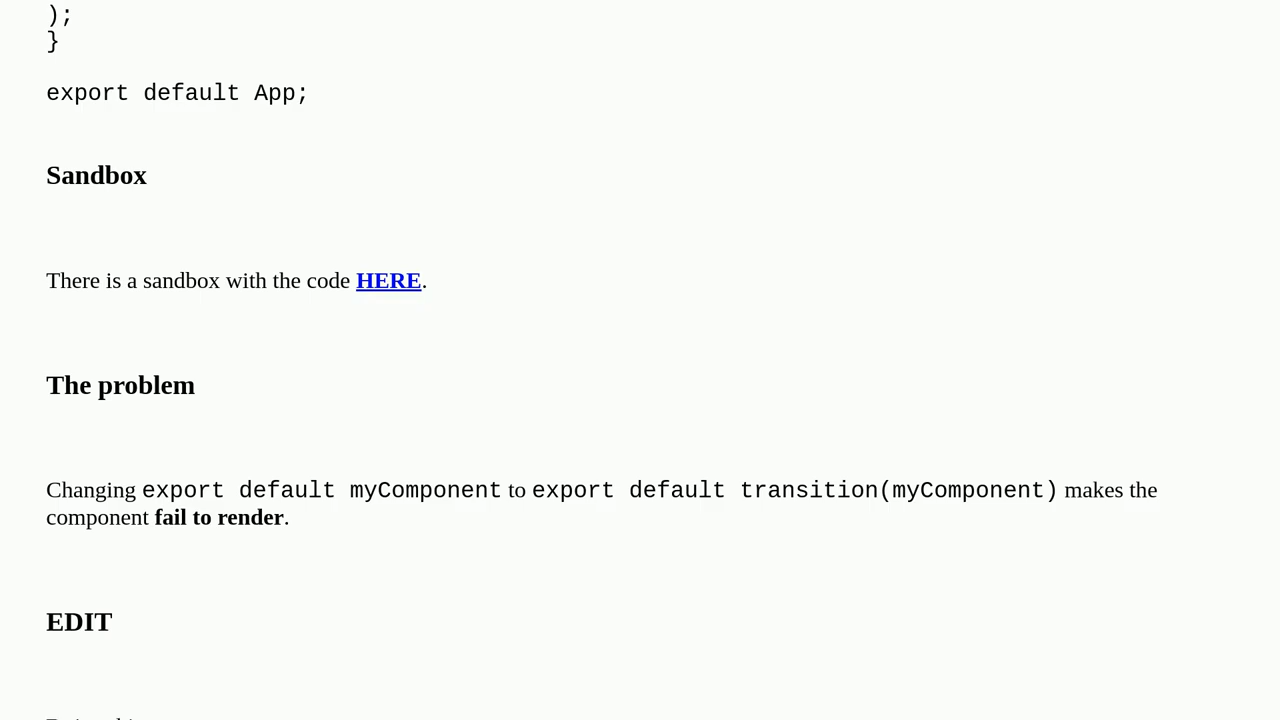 );
}
export default App;
Sandbox
There is a sandbox with the code HERE.
The problem
Changing export default myComponent to export default transition(myComponent) makes the
component fail to render.
EDIT